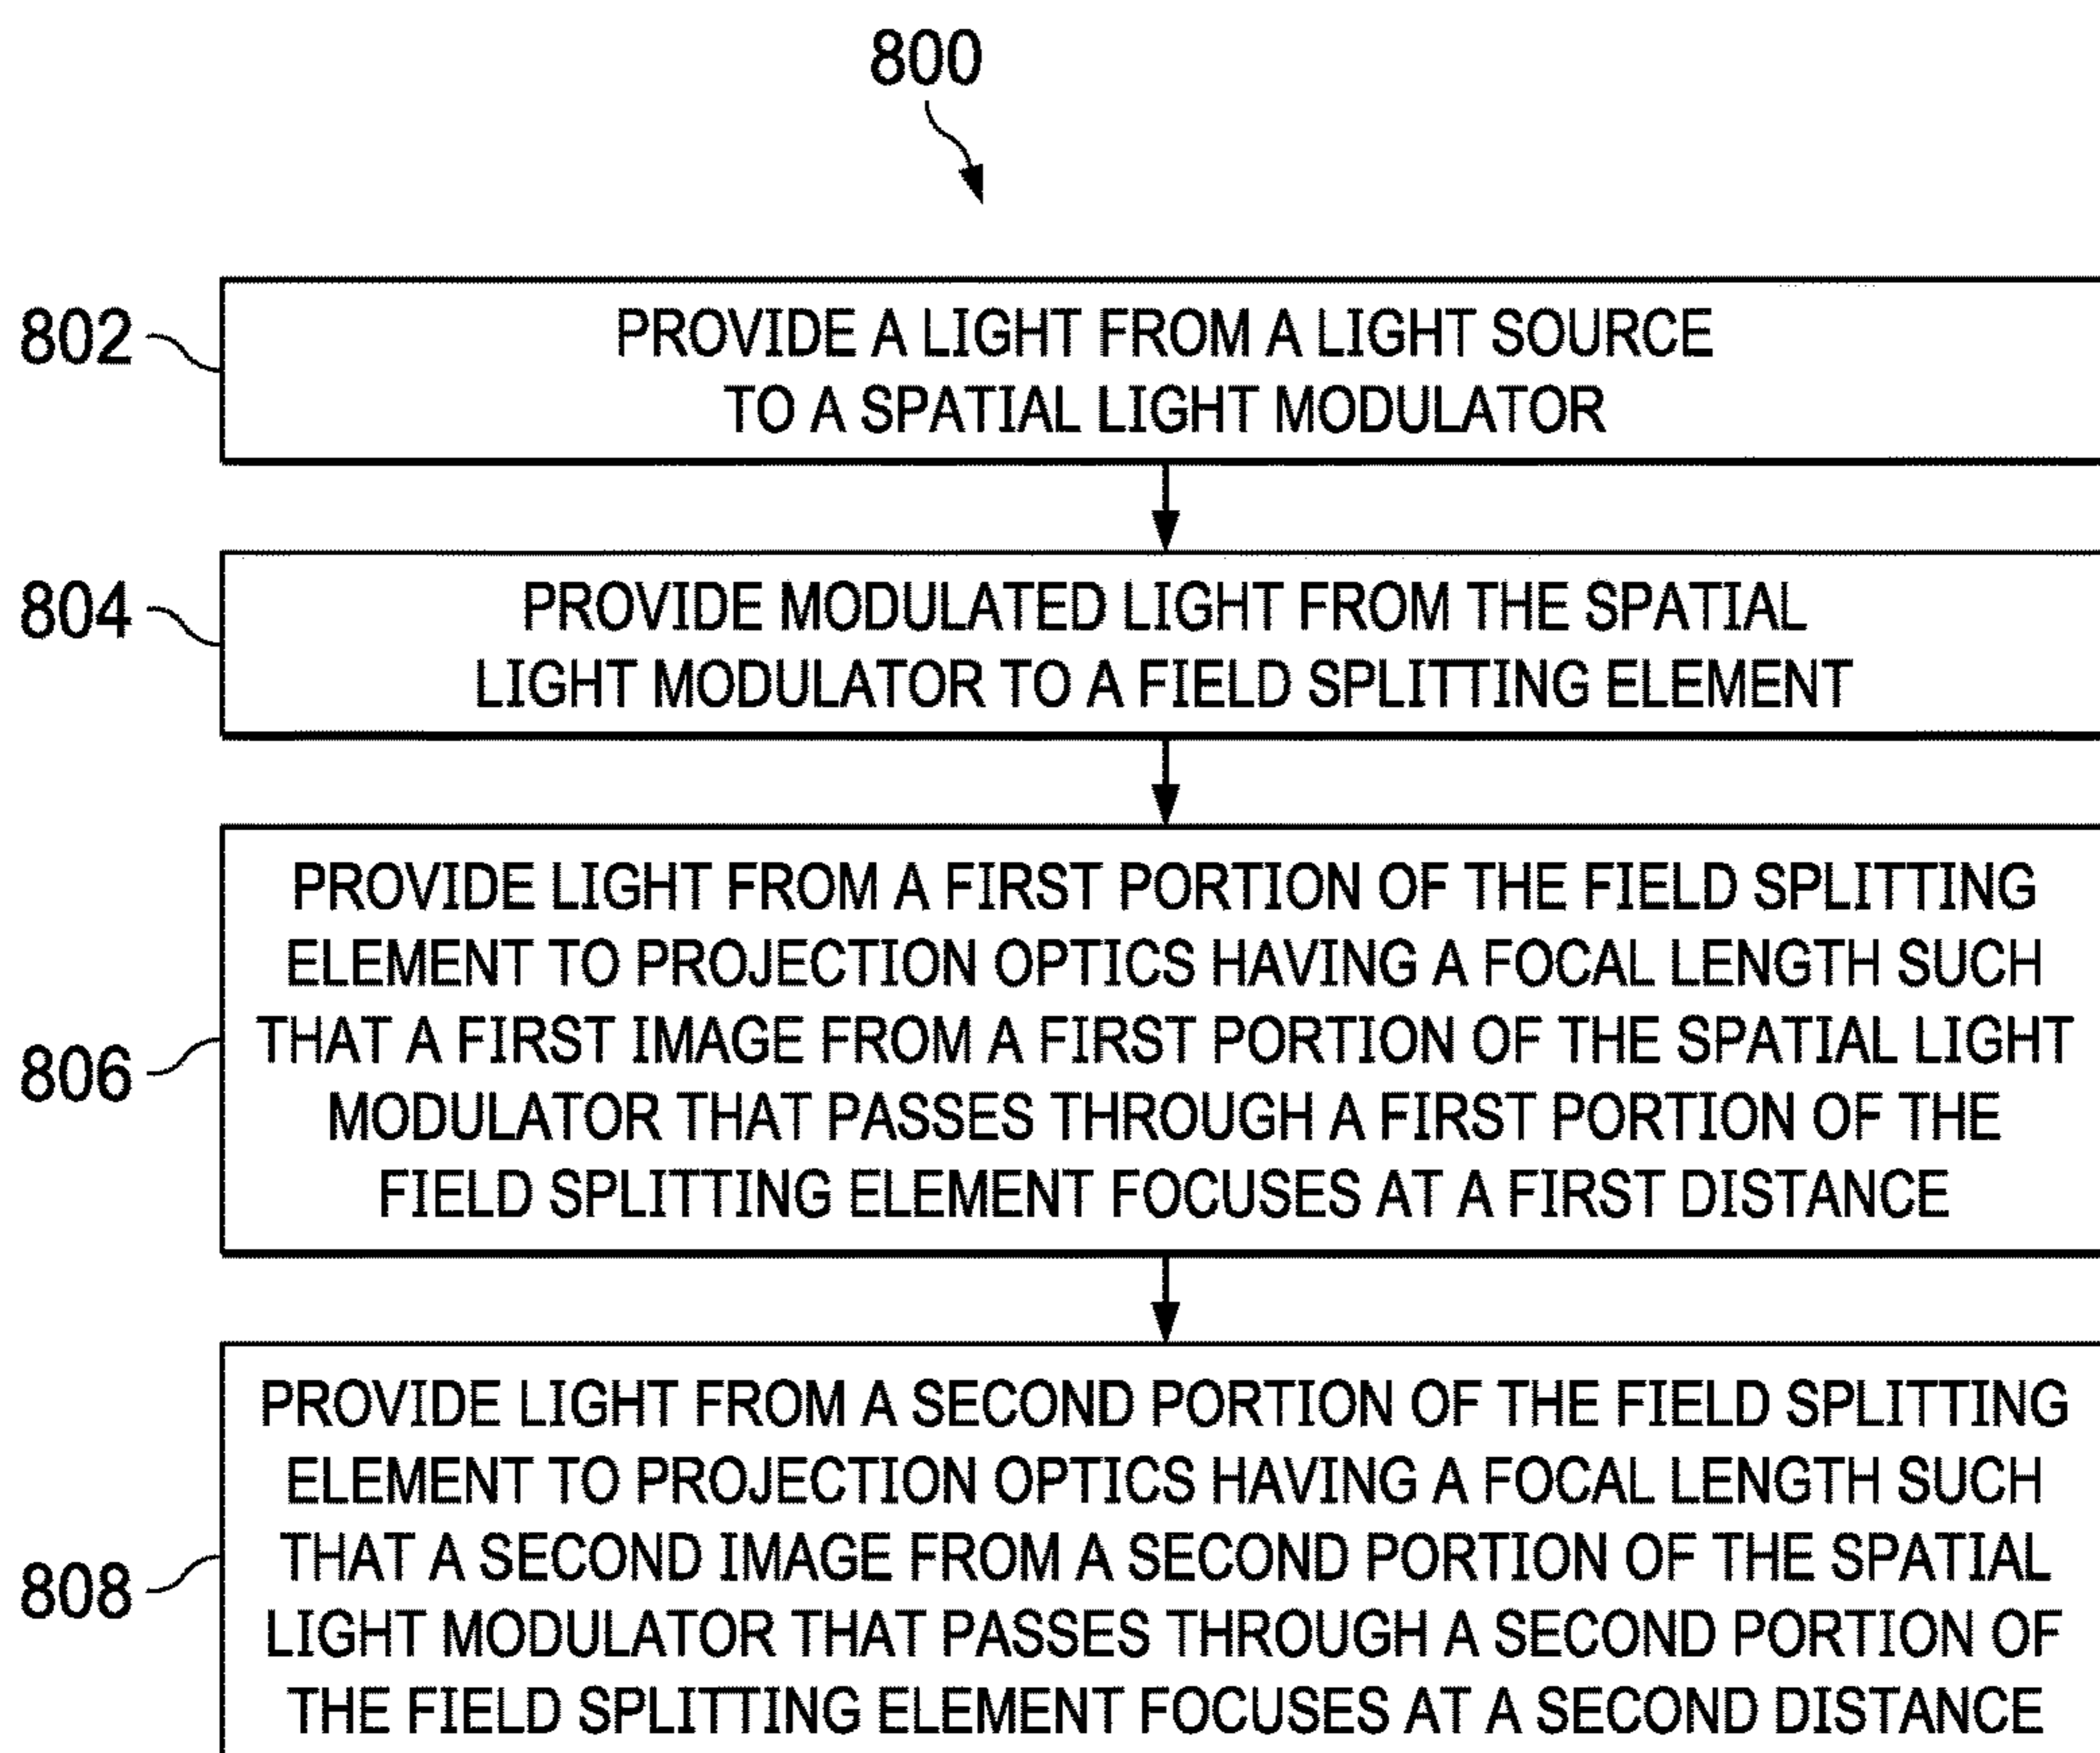 800
802
PROVIDE A LIGHT FROM A LIGHT SOURCE
TO A SPATIAL LIGHT MODULATOR
804
PROVIDE MODULATED LIGHT FROM THE SPATIAL
LIGHT MODULATOR TO A FIELD SPLITTING ELEMENT
806
PROVIDE LIGHT FROM A FIRST PORTION OF THE FIELD SPLITTING
ELEMENT TO PROJECTION OPTICS HAVING A FOCAL LENGTH SUCH
THAT A FIRST IMAGE FROM A FIRST PORTION OF THE SPATIAL LIGHT
MODULATOR THAT PASSES THROUGH A FIRST PORTION OF THE
FIELD SPLITTING ELEMENT FOCUSES AT A FIRST DISTANCE
808
PROVIDE LIGHT FROM A SECOND PORTION OF THE FIELD SPLITTING
ELEMENT TO PROJECTION OPTICS HAVING A FOCAL LENGTH SUCH
THAT A SECOND IMAGE FROM A SECOND PORTION OF THE SPATIAL
LIGHT MODULATOR THAT PASSES THROUGH A SECOND PORTION OF
THE FIELD SPLITTING ELEMENT FOCUSES AT A SECOND DISTANCE